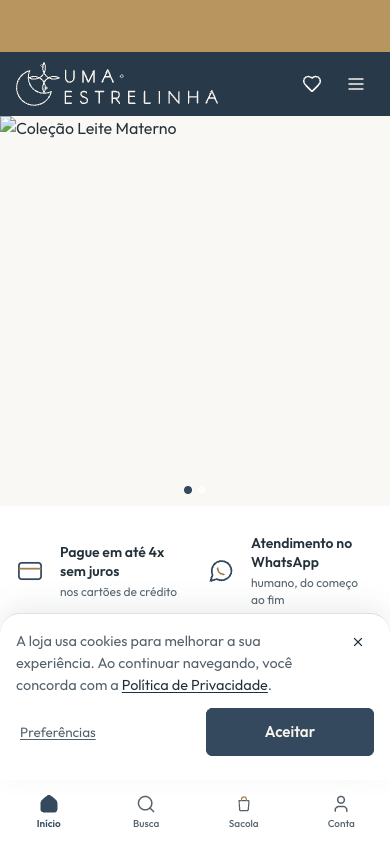 UMA
ESTRELINHA
Coleção Leite Materno
Pague em até 4x
sem juros
nos cartões de crédito
Atendimento no
WhatsApp
humano, do começo
ao fim
A loja usa cookies para melhorar a sua
experiência. Ao continuar navegando, você
concorda com a Política de Privacidade.
Preferências
Aceitar
Início
Busca
Sacola
Conta